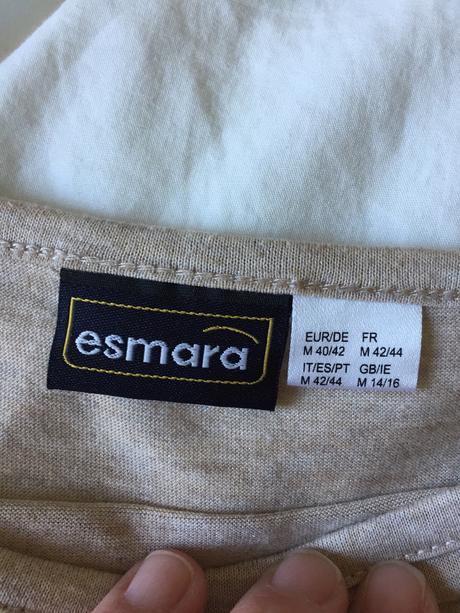 esmara
EUR/DE FR
M 40/42 M 42/44
IT/ES/PT GB/IE
M 42/44 M 14/16